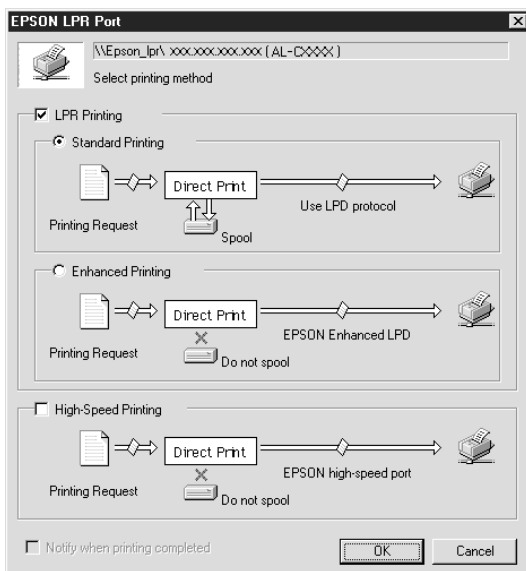 EPSON LPR Port
\\Epson_lpr\ xxx.xxx.xxx.xxx ( AL-CXXXX )
Select printing method
LPR Printing
Standard Printing
Direct Print
Use LPD protocol
Printing Request
Spool
Enhanced Printing
Direct Print
EPSON Enhanced LPD
Printing Request
Do not spool
High-Speed Printing
Direct Print
EPSON high-speed port
Printing Request
Do not spool
Notify when printing completed
OK
Cancel